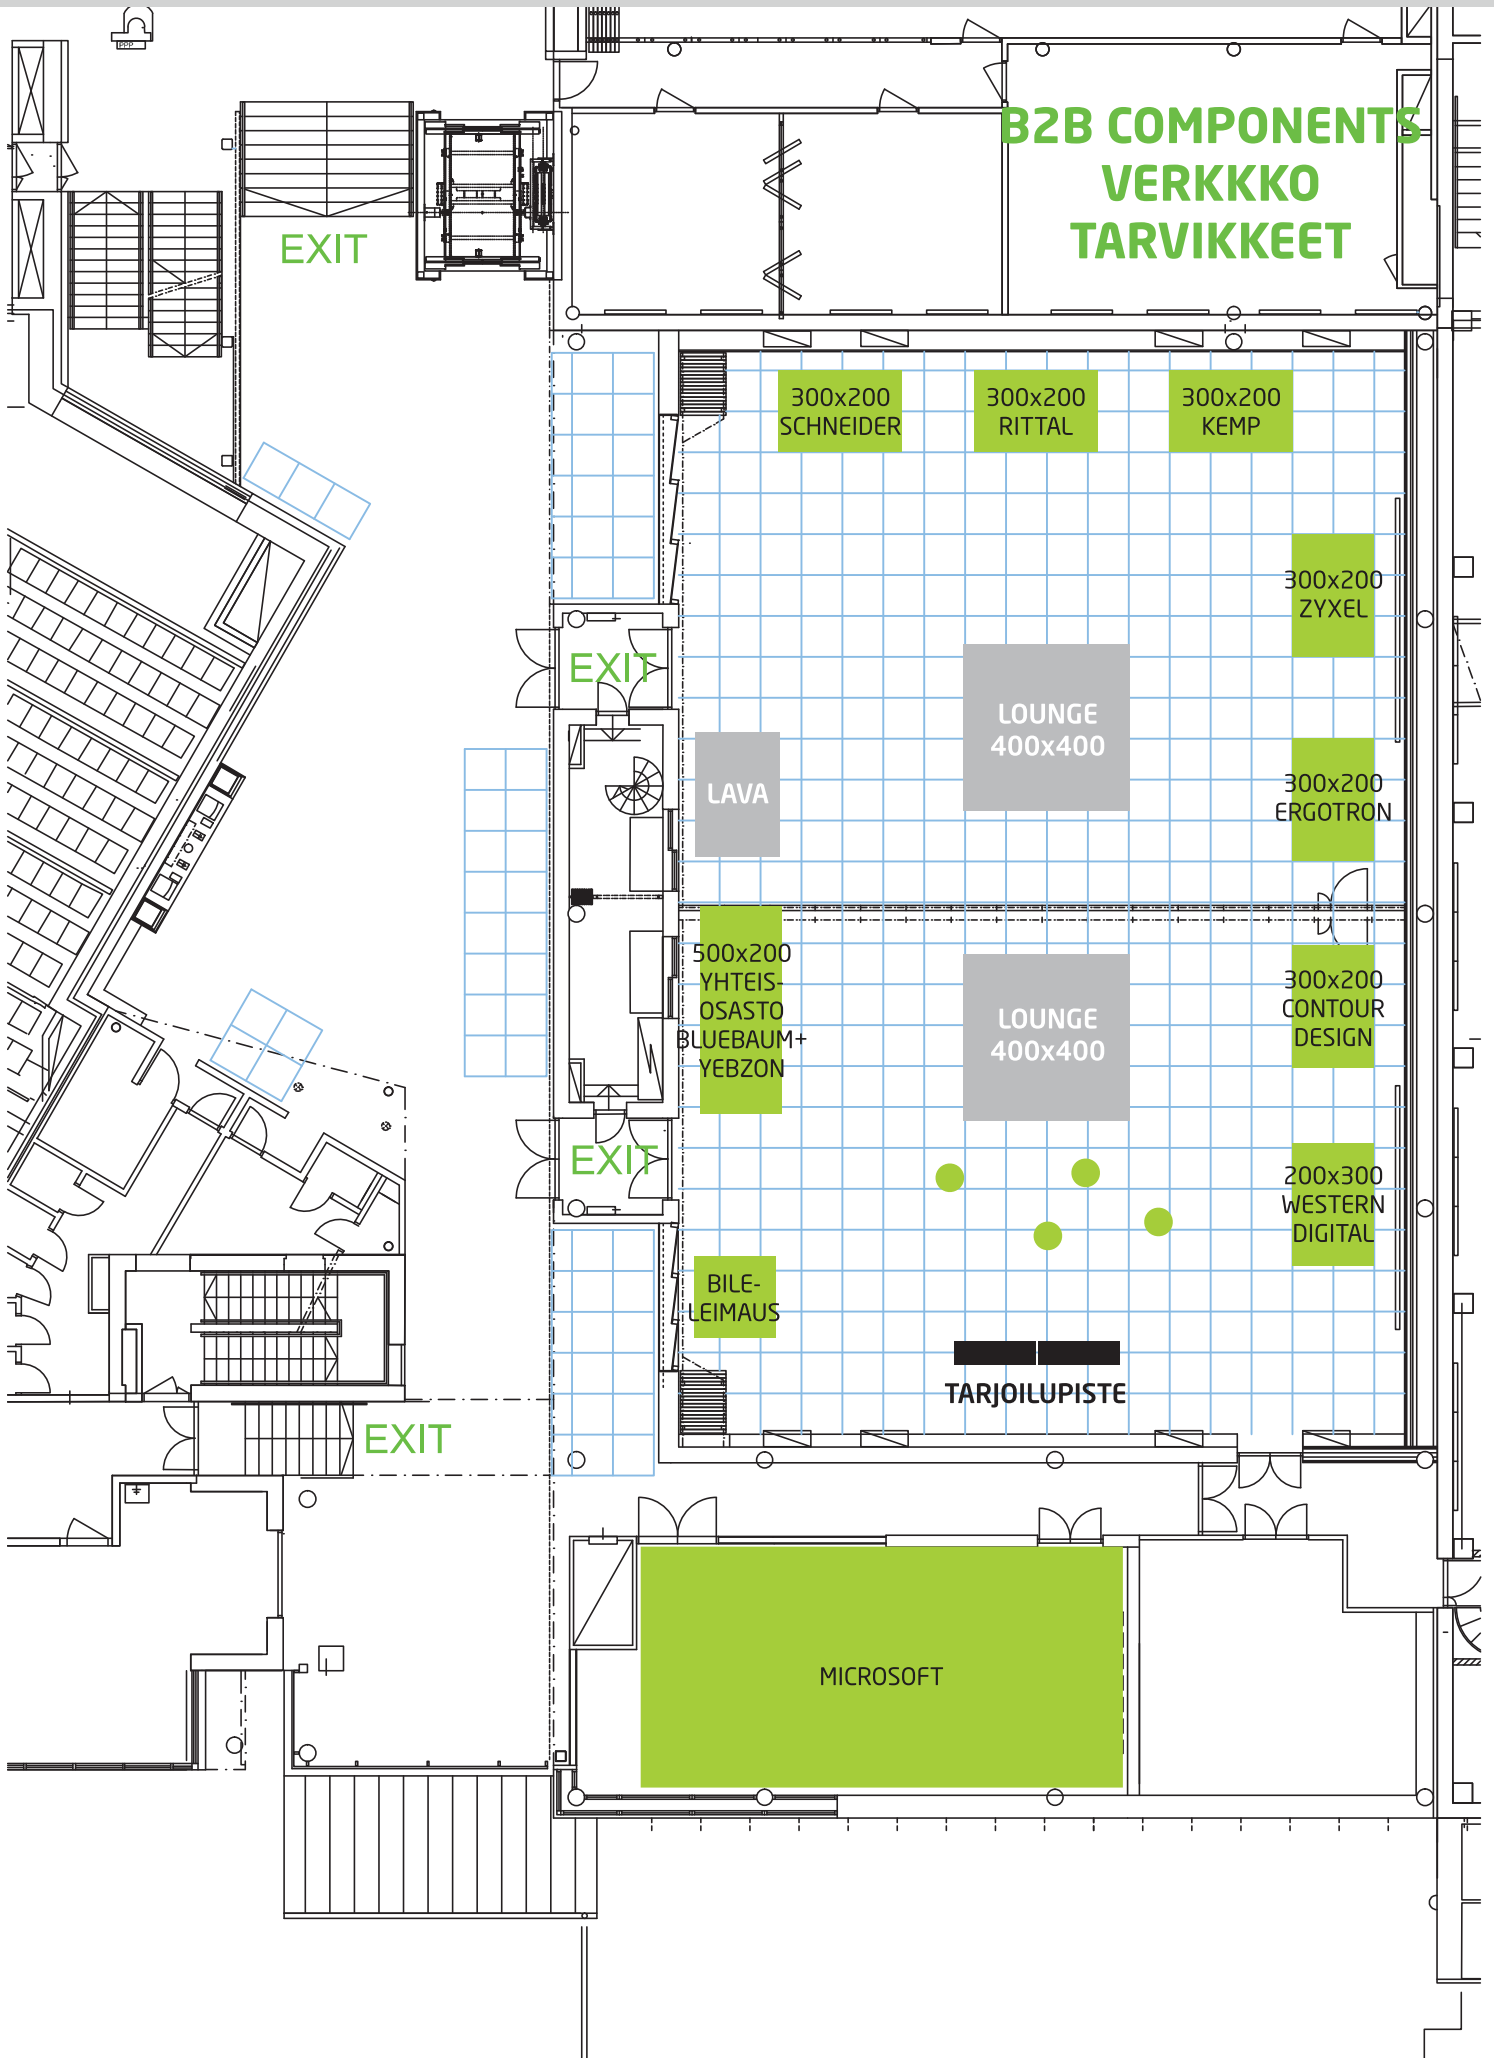 PPP
B2B COMPONENTS
VERKKKO
TARVIKKEET
EXIT
300x200
SCHNEIDER
300x200
RITTAL
300x200
KEMP
300x200
ZYXEL
EXIT
LOUNGE
400x400
LAVA
300x200
ERGOTRON
500x200
YHTEIS-
OSASTO
BLUEBAUM+
YEBZON
LOUNGE
400x400
300x200
CONTOUR
DESIGN
EXIT
200x300
WESTERN
DIGITAL
BILE-
LEIMAUS
TARJOILUPISTE
EXIT
MICROSOFT